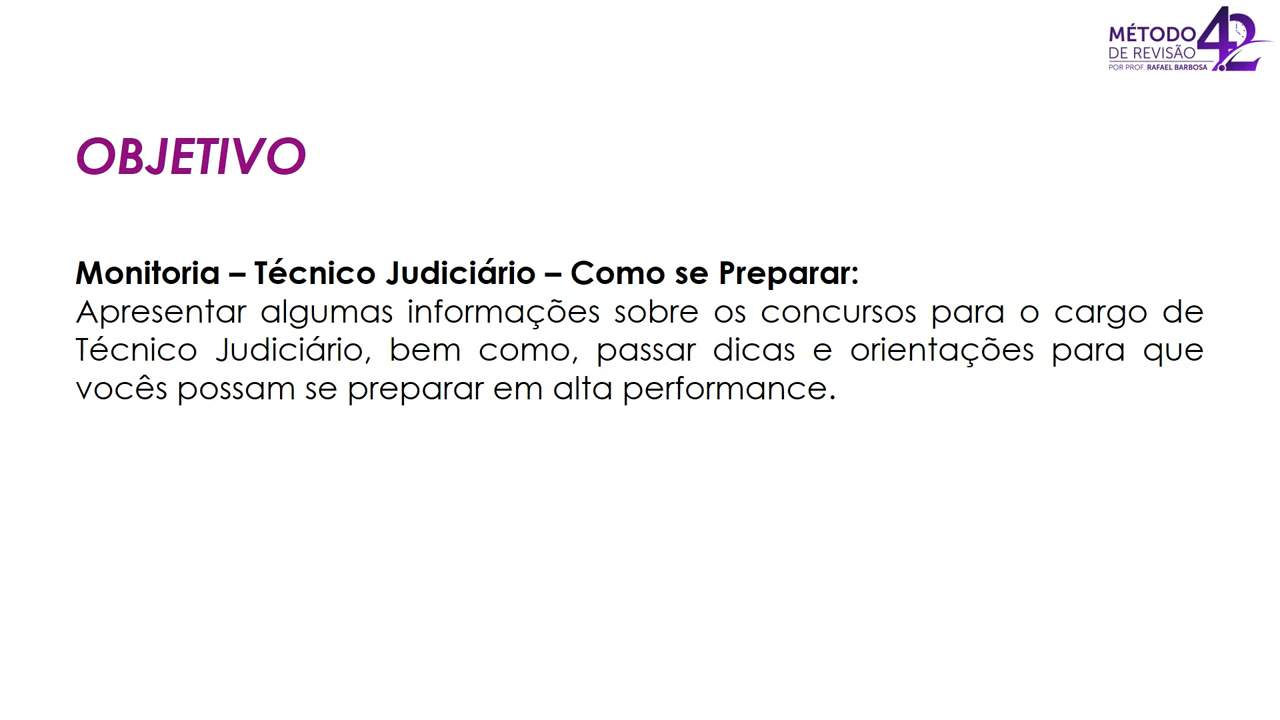 MÉTODO 4.2
DE REVISÃO
POR PROF. RAFAEL BARBOSA
OBJETIVO
Monitoria – Técnico Judiciário – Como se Preparar:
Apresentar algumas informações sobre os concursos para o cargo de
Técnico Judiciário, bem como, passar dicas e orientações para que
vocês possam se preparar em alta performance.